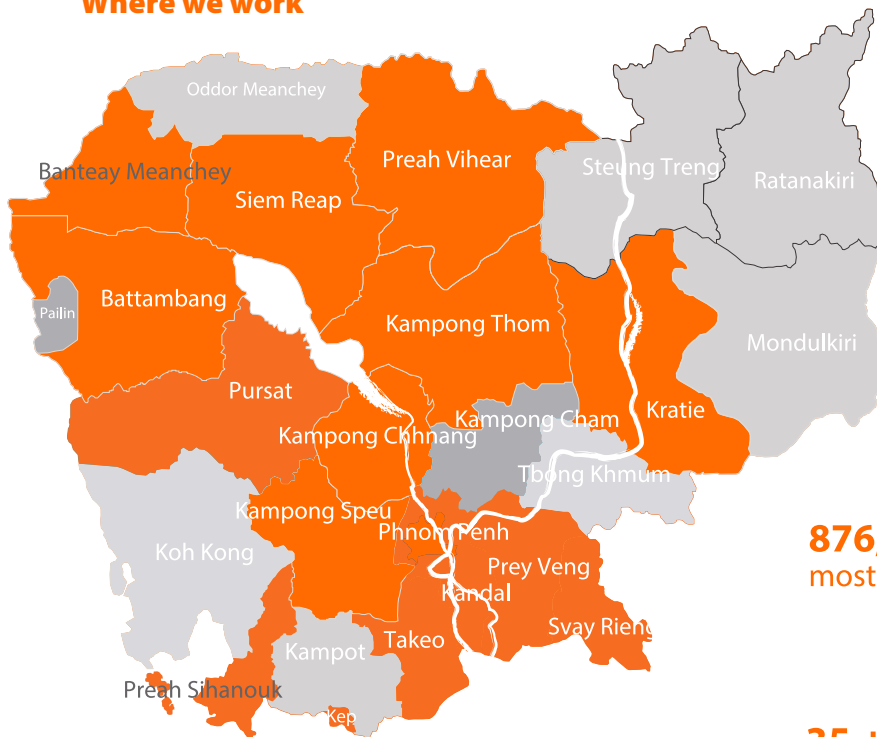 Where we work
Oddor Meanchey
Banteay Meanchey
Preah Vihear
Steung Treng
Ratanakiri
Siem Reap
Battambang
Pailin
Kampong Thom
Mondulkiri
Pursat
Kampong Cham
Kratie
Kampong Chhnang
Tbong Khmum
Kampong Speu
Phnom Penh
Koh Kong
876,
most
Prey Veng
Kandal
Svay Rieng
Takeo
Kampot
Preah Sihanouk
Kep